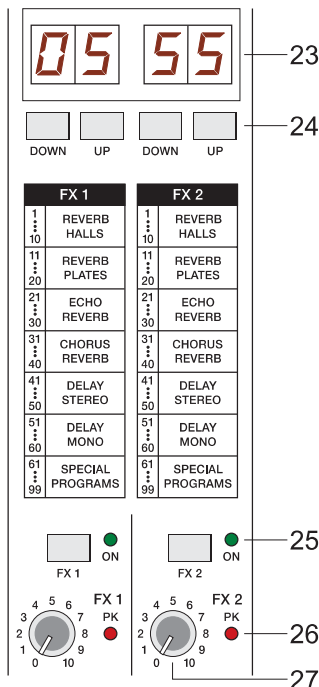 05 55
23
24
DOWN UP DOWN UP
FX 1 FX 2
1 REVERB 1 REVERB
10 HALLS 10 HALLS
11 REVERB 11 REVERB
20 PLATES 20 PLATES
21 ECHO 21 ECHO
30 REVERB 30 REVERB
31 CHORUS 31 CHORUS
40 REVERB 40 REVERB
41 DELAY 41 DELAY
50 STEREO 50 STEREO
51 DELAY 51 DELAY
60 MONO 60 MONO
61 SPECIAL 61 SPECIAL
99 PROGRAMS 99 PROGRAMS
25
ON ON
FX 1 FX 2
FX 1 FX 2
PK PK
26
0 1 2 3 4 5 6 7 8 9 10
0 1 2 3 4 5 6 7 8 9 10
27